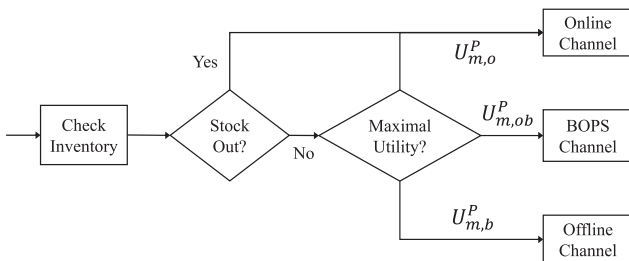 Online
Channel
Yes
U^P_{m,o}
Check
Inventory
Stock
Out?
No
Maximal
Utility?
U^P_{m,ob}
BOPS
Channel
U^P_{m,b}
Offline
Channel